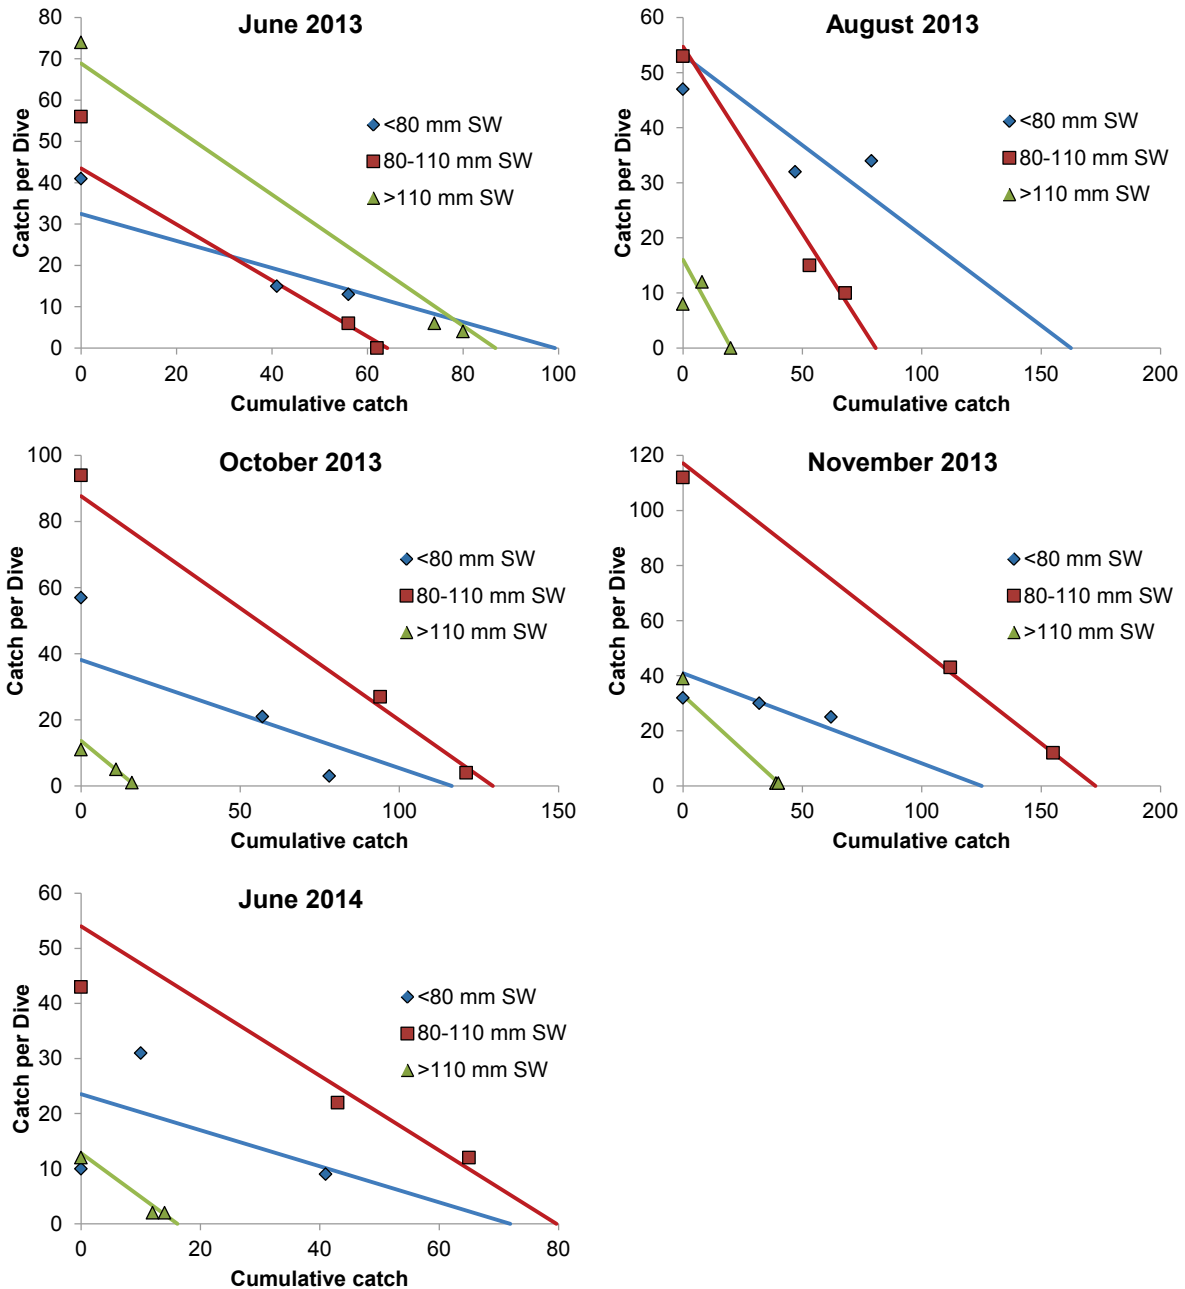 June 2013
Catch per Dive
80
70
60
50
40
30
20
10
0
<80 mm SW
80-110 mm SW
>110 mm SW
0 20 40 60 80 100
Cumulative catch
August 2013
Catch per Dive
60
50
40
30
20
10
0
<80 mm SW
80-110 mm SW
>110 mm SW
0 50 100 150 200
Cumulative catch
October 2013
Catch per Dive
100
80
60
40
20
0
<80 mm SW
80-110 mm SW
>110 mm SW
0 50 100 150
Cumulative catch
November 2013
Catch per Dive
120
100
80
60
40
20
0
<80 mm SW
80-110 mm SW
>110 mm SW
0 50 100 150 200
Cumulative catch
June 2014
Catch per Dive
60
50
40
30
20
10
0
<80 mm SW
80-110 mm SW
>110 mm SW
0 20 40 60 80
Cumulative catch